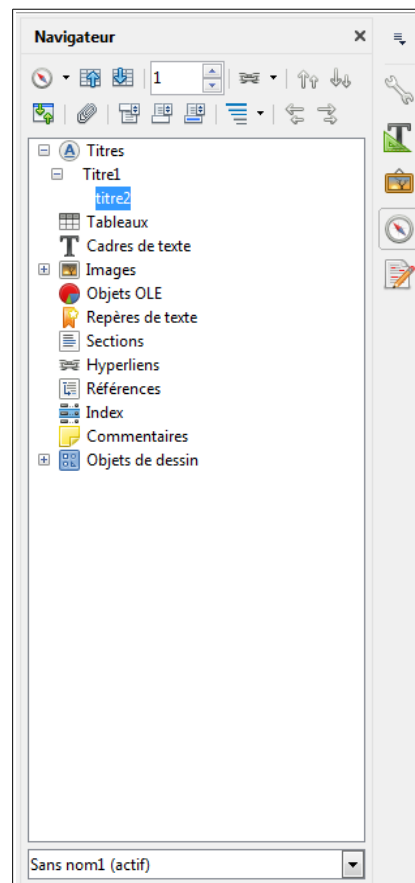 Navigateur
1
Titres
Titre1
titre2
Tableaux
Cadres de texte
Images
Objets OLE
Repères de texte
Sections
Hyperliens
Références
Index
Commentaires
Objets de dessin
Sans nom1 (actif)